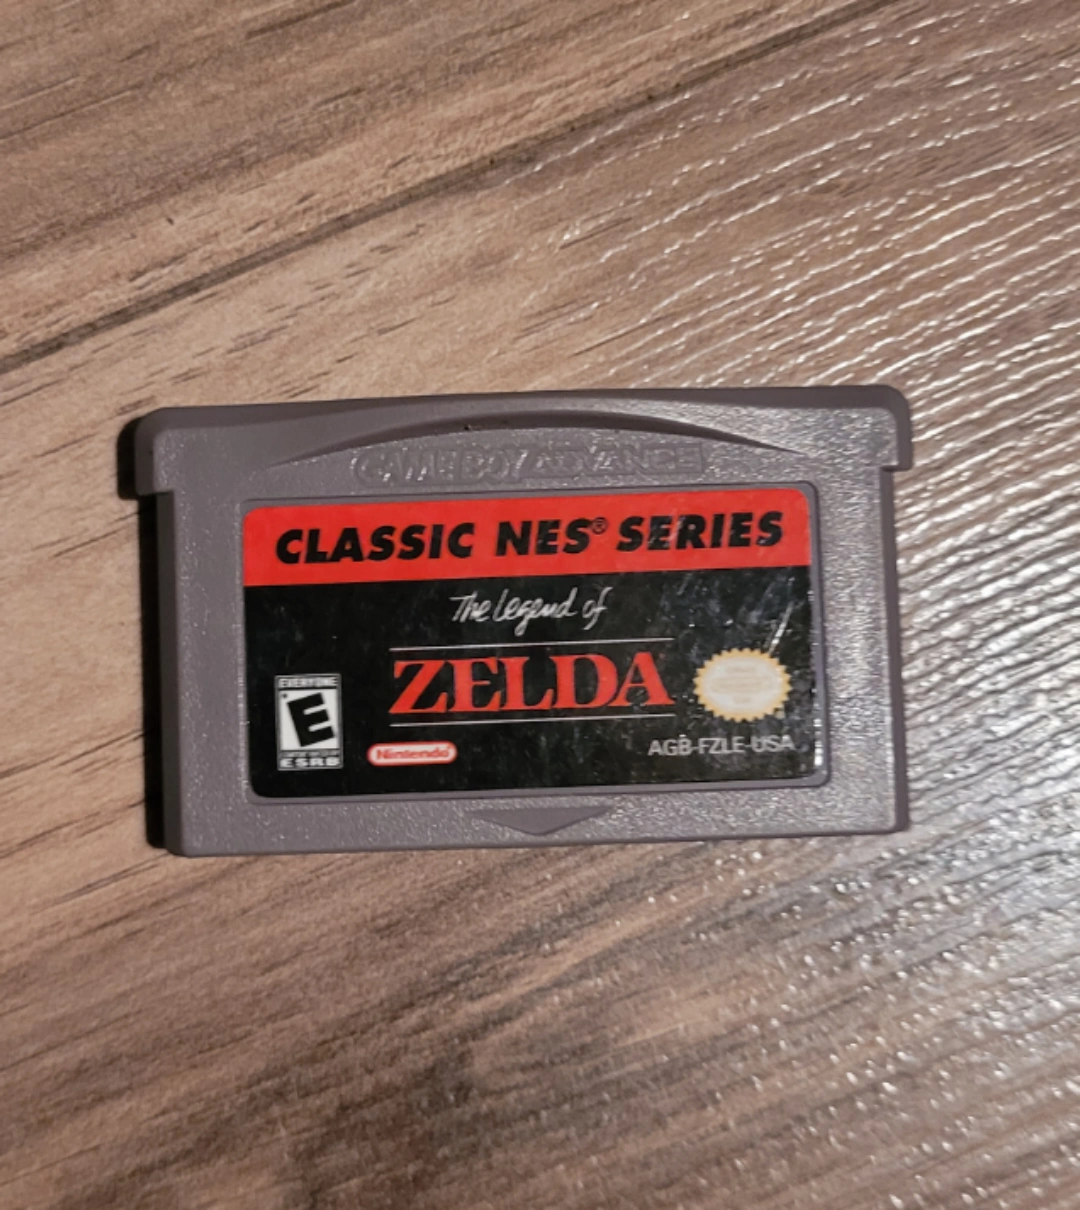 GAME BOY ADVANCE
CLASSIC NES® SERIES
The Legend of
ZELDA
EVERYONE
E
ESRB
Nintendo®
AGB-FZLE-USA